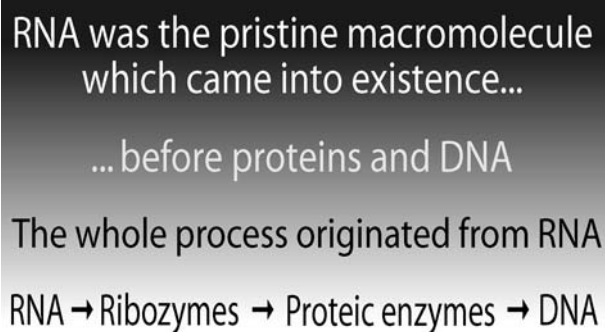 RNA was the pristine macromolecule
which came into existence...
... before proteins and DNA
The whole process originated from RNA
RNA → Ribozymes → Proteic enzymes → DNA